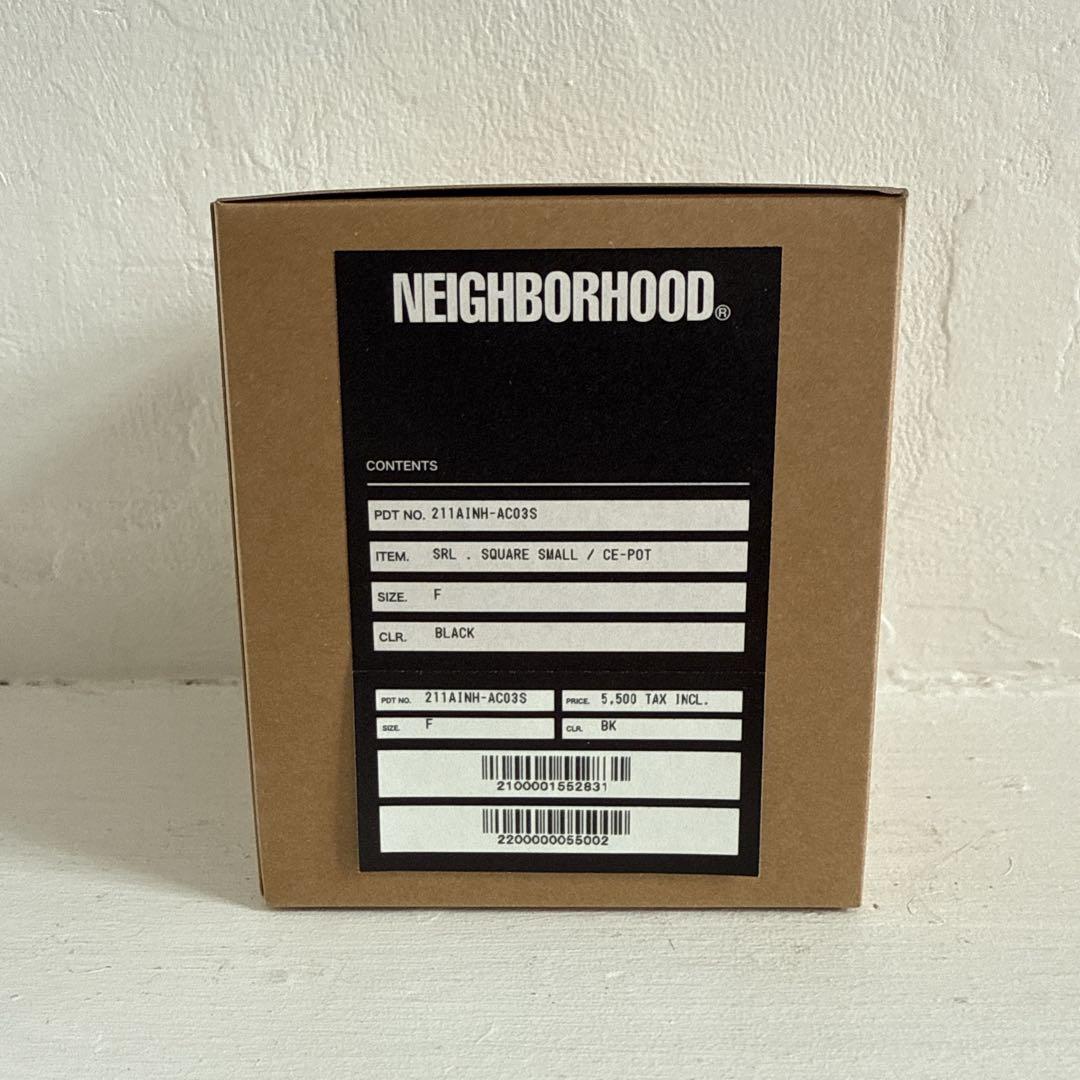 NEIGHBORHOOD®
CONTENTS
PDT NO. 211AINH-AC03S
ITEM. SRL . SQUARE SMALL / CE-POT
SIZE. F
CLR. BLACK
PDT NO. 211AINH-AC03S PRICE. 5,500 TAX INCL.
SIZE. F CLR. BK
2100001552831
2200000055002